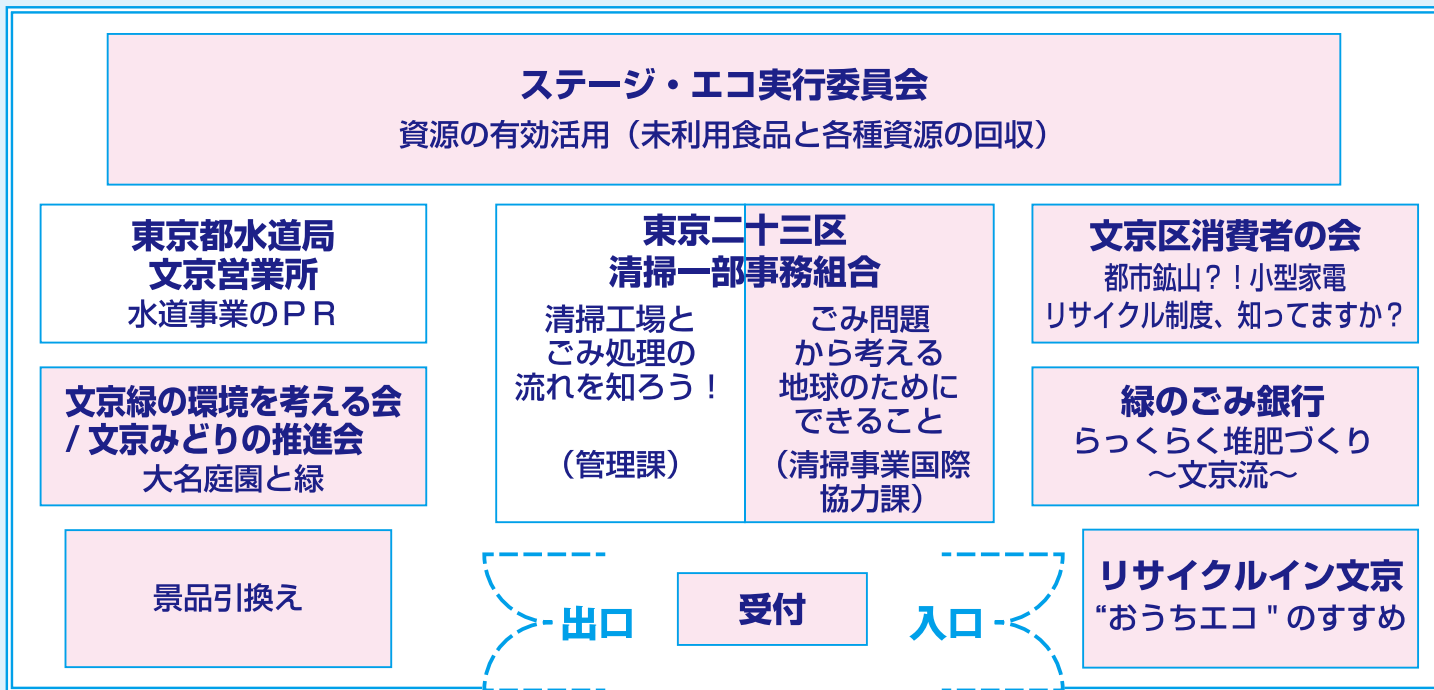 ステージ・エコ実行委員会
資源の有効活用（未利用食品と各種資源の回収）
東京都水道局
文京営業所
水道事業のＰＲ
東京二十三区
清掃一部事務組合
清掃工場と
ごみ処理の
流れを知ろう！
（管理課）
ごみ問題
から考える
地球のために
できること
（清掃事業国際
協力課）
文京区消費者の会
都市鉱山？！小型家電
リサイクル制度、知ってますか？
文京緑の環境を考える会
/ 文京みどりの推進会
大名庭園と緑
緑のごみ銀行
らっくらく堆肥づくり
〜文京流〜
景品引換え
出口
受付
入口
リサイクルイン文京
“おうちエコ＂のすすめ